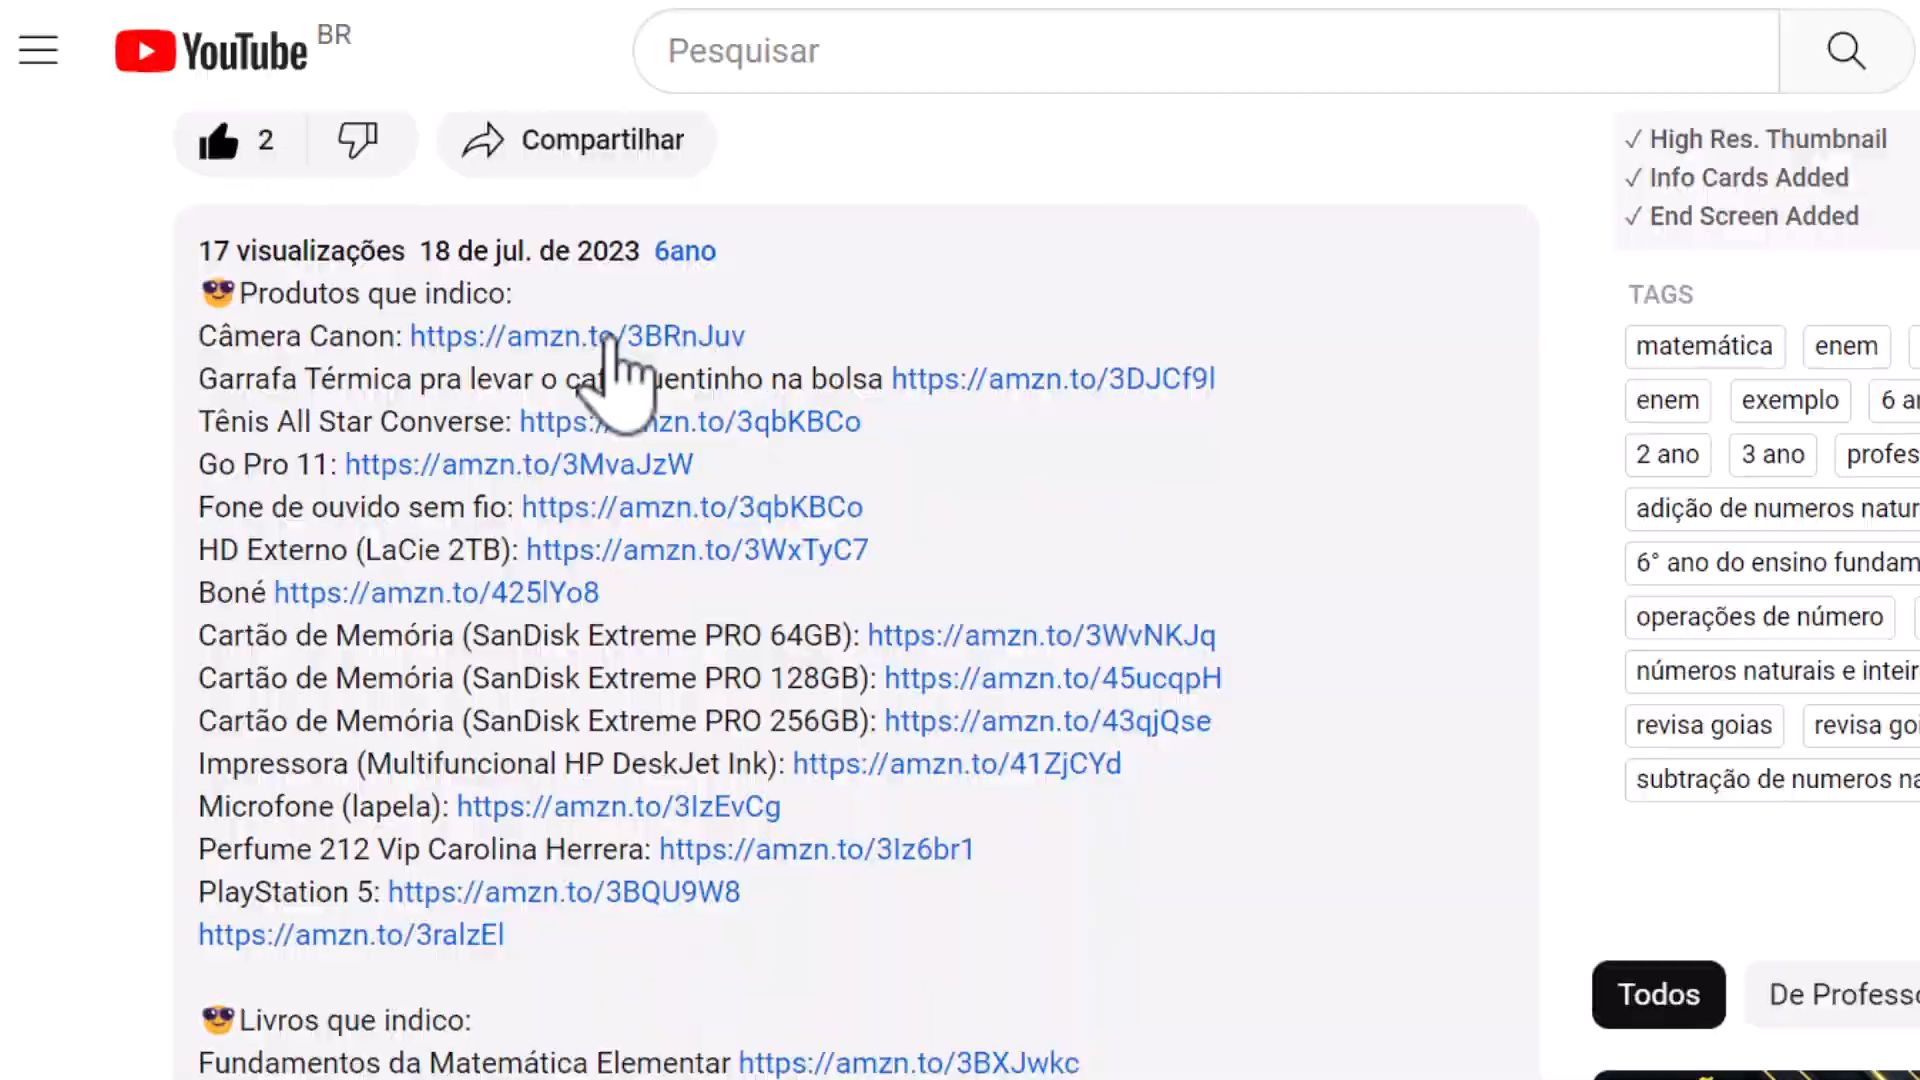 YouTube BR
Pesquisar
2
Compartilhar
17 visualizações 18 de jul. de 2023 6ano
Produtos que indico:
Câmera Canon: https://amzn.to/3BRnJuv
Garrafa Térmica pra levar o na bolsa https://amzn.to/3DJCf9l
Tênis All Star Converse: https:/ zn.to/3qbKBCo
Go Pro 11: https://amzn.to/3MvaJzW
Fone de ouvido sem fio: https://amzn.to/3qbKBCo
HD Externo (LaCie 2TB): https://amzn.to/3WxTyC7
Boné https://amzn.to/425lYo8
Cartão de Memória (SanDisk Extreme PRO 64GB): https://amzn.to/3WvNKJq
Cartão de Memória (SanDisk Extreme PRO 128GB): https://amzn.to/45ucqpH
Cartão de Memória (SanDisk Extreme PRO 256GB): https://amzn.to/43qjQse
Impressora (Multifuncional HP DeskJet Ink): https://amzn.to/41ZjCYd
Microfone (lapela): https://amzn.to/3IzEvCg
Perfume 212 Vip Carolina Herrera: https://amzn.to/3Iz6br1
PlayStation 5: https://amzn.to/3BQU9W8
https://amzn.to/3ralzEl
Livros que indico:
Fundamentos da Matemática Elementar https://amzn.to/3BXJwkc
✓ High Res. Thumbnail
✓ Info Cards Added
✓ End Screen Added
TAGS
matemática enem
enem exemplo 6 a
2 ano 3 ano profes
adição de numeros natur
6° ano do ensino fundam
operações de número
números naturais e inteir
revisa goias revisa goi
subtração de numeros na
Todos De Professo